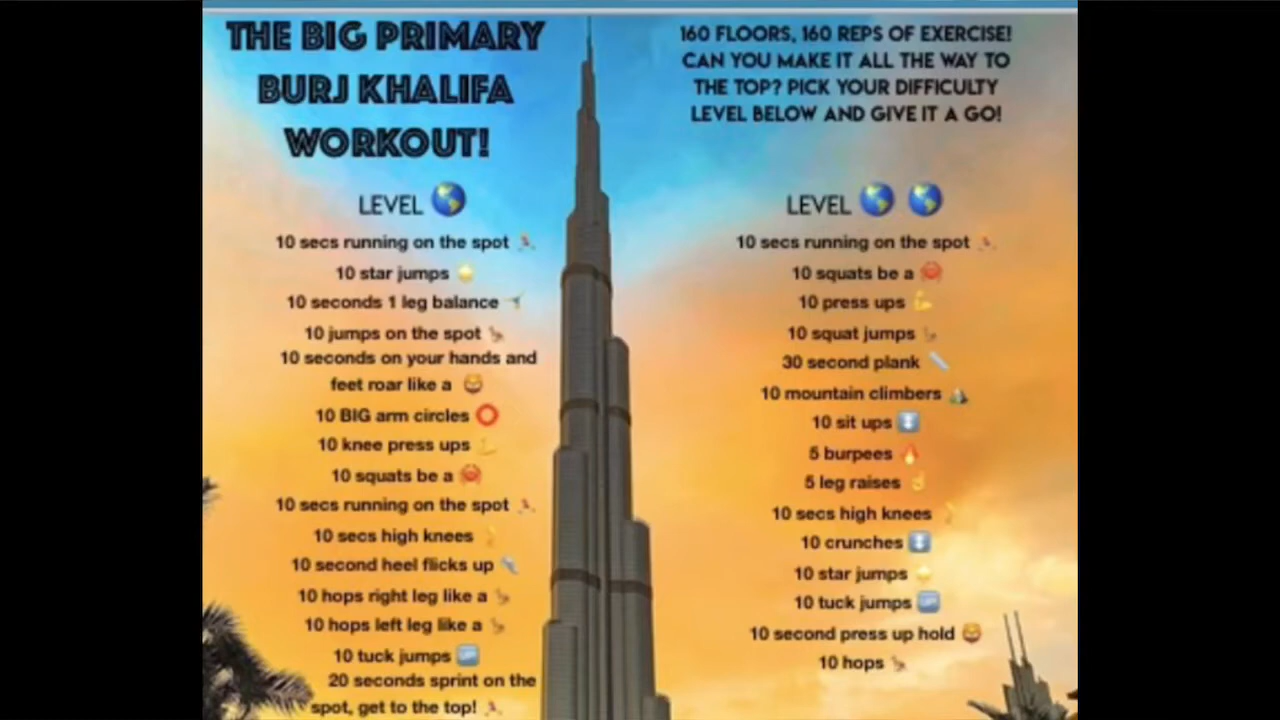 THE BIG PRIMARY
BURJ KHALIFA
WORKOUT!
160 FLOORS, 160 REPS OF EXERCISE!
CAN YOU MAKE IT ALL THE WAY TO
THE TOP? PICK YOUR DIFFICULTY
LEVEL BELOW AND GIVE IT A GO!
LEVEL
10 secs running on the spot
10 star jumps
10 seconds 1 leg balance
10 jumps on the spot
10 seconds on your hands and
feet roar like a
10 BIG arm circles
10 knee press ups
10 squats be a
10 secs running on the spot
10 secs high knees
10 second heel flicks up
10 hops right leg like a
10 hops left leg like a
10 tuck jumps
20 seconds sprint on the
spot, get to the top!
LEVEL
10 secs running on the spot
10 squats be a
10 press ups
10 squat jumps
30 second plank
10 mountain climbers
10 sit ups
5 burpees
5 leg raises
10 secs high knees
10 crunches
10 star jumps
10 tuck jumps
10 second press up hold
10 hops